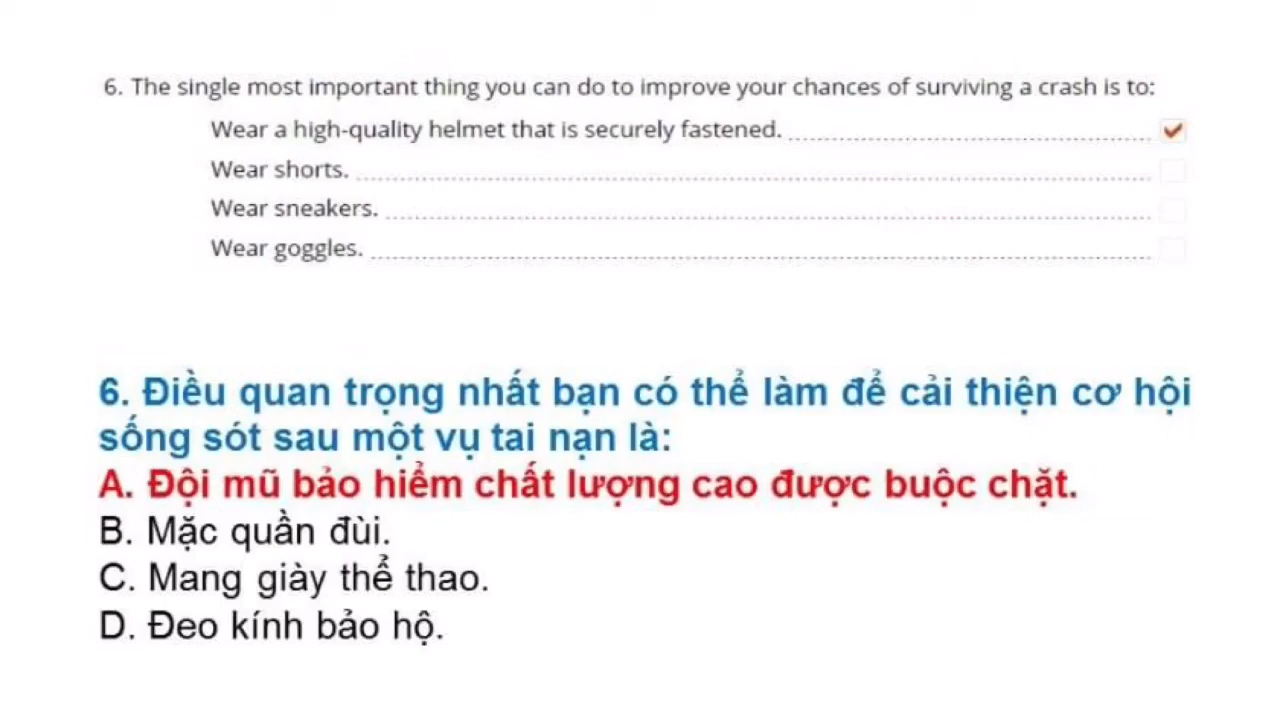 6. The single most important thing you can do to improve your chances of surviving a crash is to:
Wear a high-quality helmet that is securely fastened.
Wear shorts.
Wear sneakers.
Wear goggles.
6. Điều quan trọng nhất bạn có thể làm để cải thiện cơ hội
sống sót sau một vụ tai nạn là:
A. Đội mũ bảo hiểm chất lượng cao được buộc chặt.
B. Mặc quần đùi.
C. Mang giày thể thao.
D. Đeo kính bảo hộ.